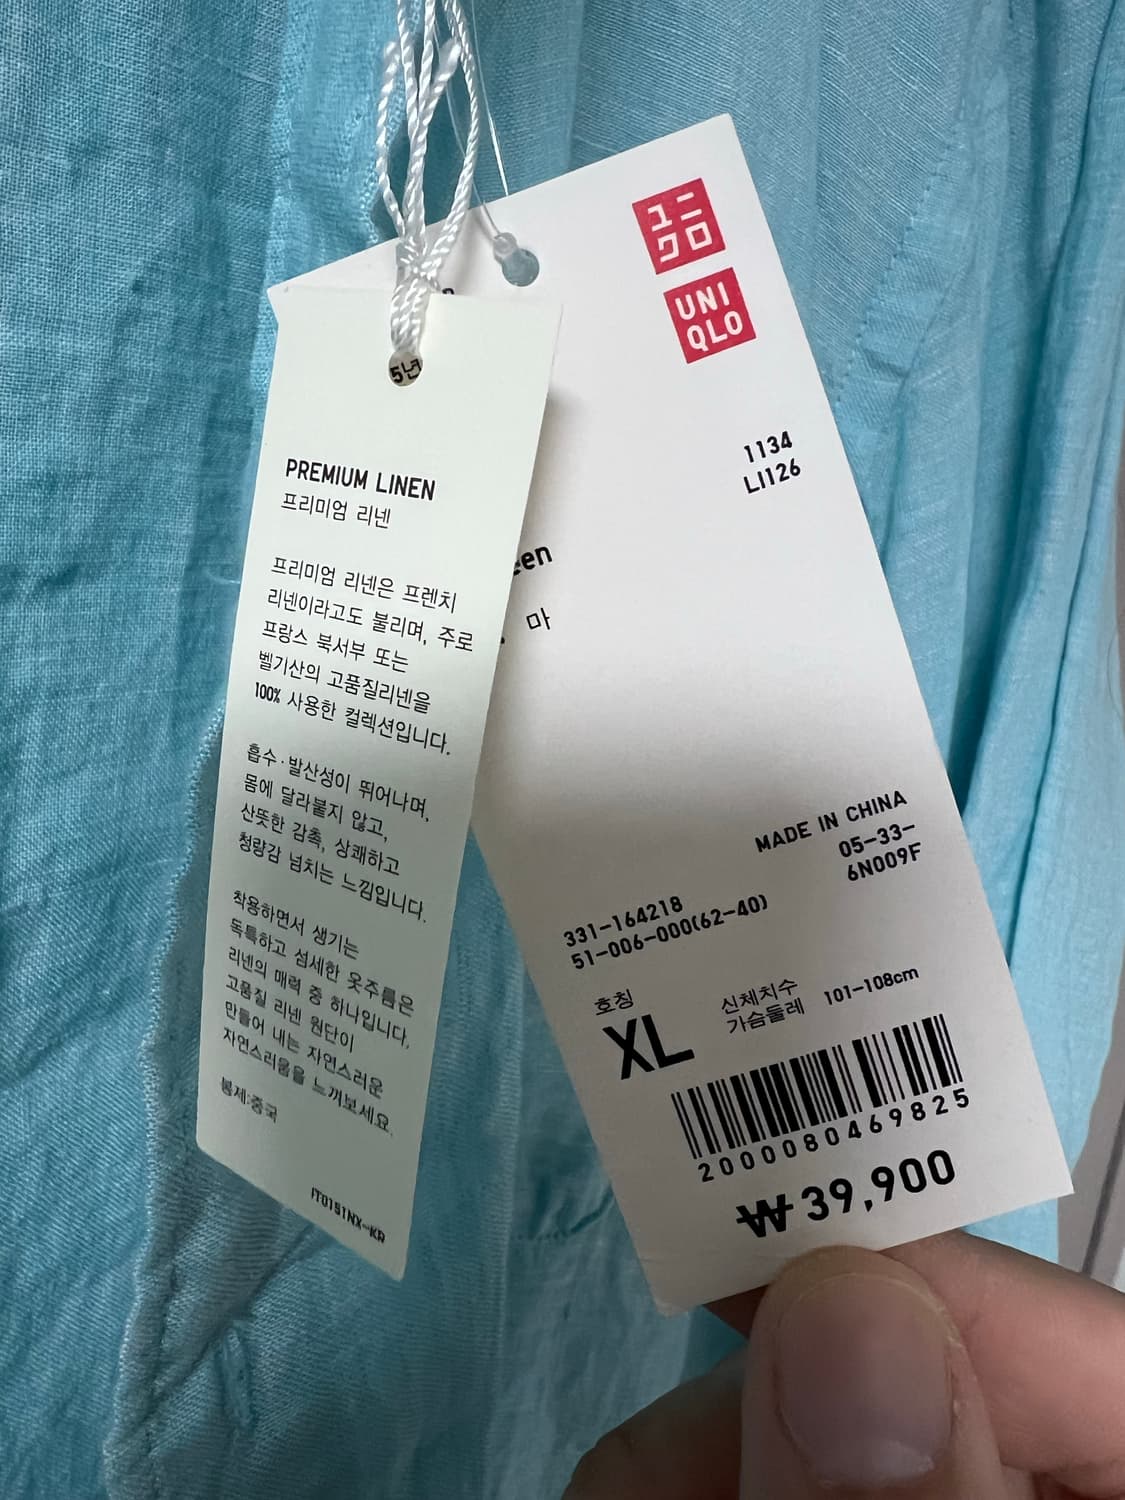 5년
PREMIUM LINEN
프리미엄 리넨
프리미엄 리넨은 프렌치
리넨이라고도 불리며, 주로
프랑스 북서부 또는
벨기산의 고품질리넨을
100% 사용한 컬렉션입니다.
흡수·발산성이 뛰어나며,
몸에 달라붙지 않고,
산뜻한 감촉, 상쾌하고
청량감 넘치는 느낌입니다.
착용하면서 생기는
독특하고 섬세한 옷주름은
리넨의 매력 중 하나입니다.
고품질 리넨 원단이
만들어 내는 자연스러운
자연스러움을 느껴보세요.
봉제:중국
IT0151NX-KR
ユニ
クロ
UNI
QLO
1134
LI126
een
마
MADE IN CHINA
05-33-
6N009F
331-164218
51-006-000(62-40)
호칭
XL
신체치수
가슴둘레 101-108cm
2000080469825
₩39,900